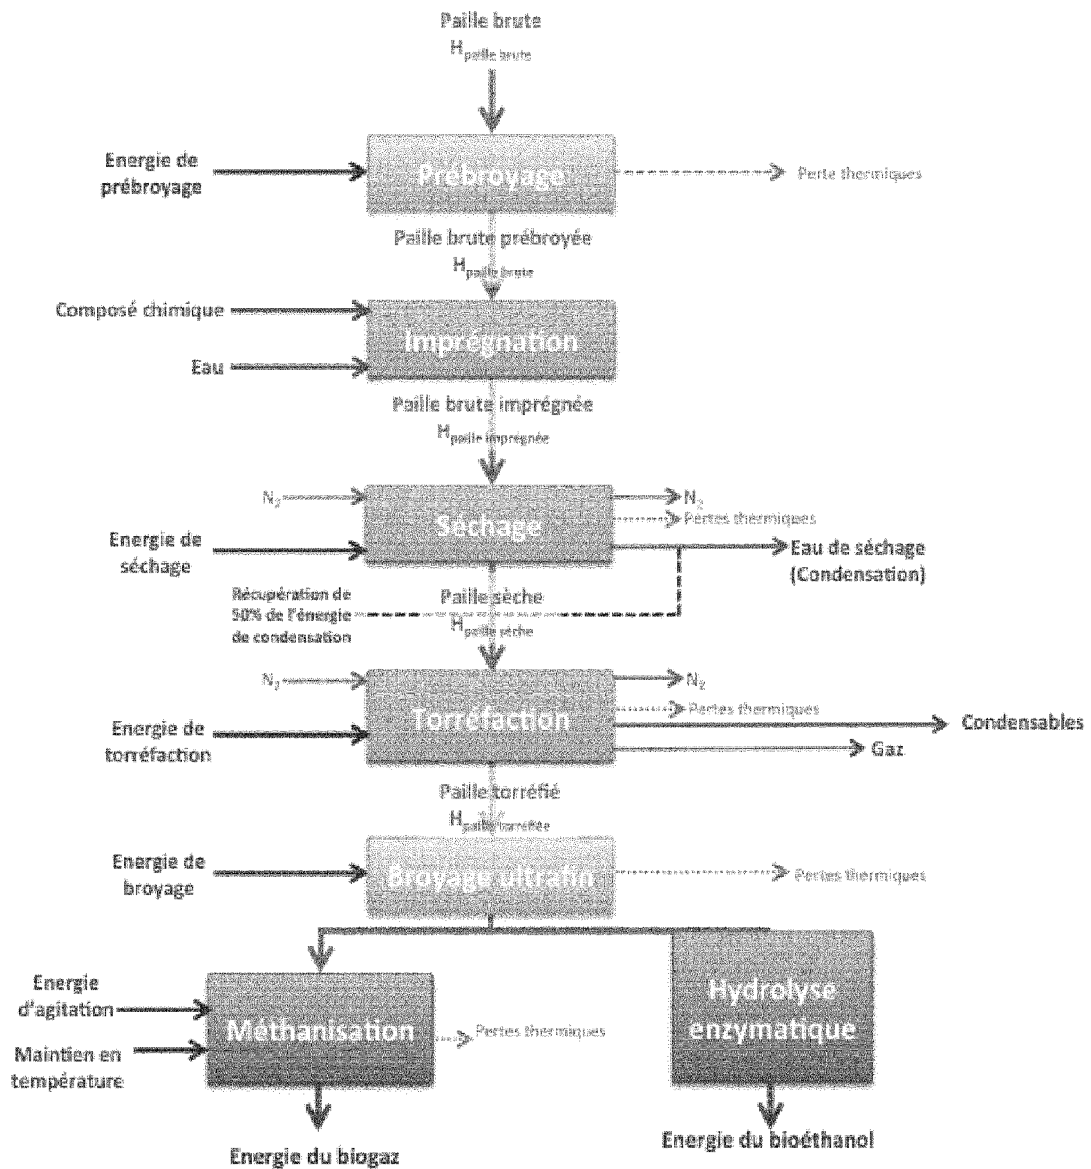 Paille brute
H paille brute
Energie de
prébroyage
Prébroyage
Perte thermiques
Paille brute prébroyée
H paille brute
Composé chimique
Eau
Imprégnation
Paille brute imprégnée
H paille imprégnée
N2
Energie de
séchage
Séchage
N2
Pertes thermiques
Eau de séchage
(Condensation)
Récupération de
50% de l'énergie
de condensation
Paille sèche
H paille sèche
N2
Energie de
torréfaction
Torréfaction
N2
Pertes thermiques
Condensables
Gaz
Paille torréfié
H paille torréfiée
Energie de
broyage
Broyage ultrafin
Pertes thermiques
Energie
d'agitation
Maintien en
température
Méthanisation
Pertes thermiques
Hydrolyse
enzymatique
Energie du biogaz
Energie du bioéthanol